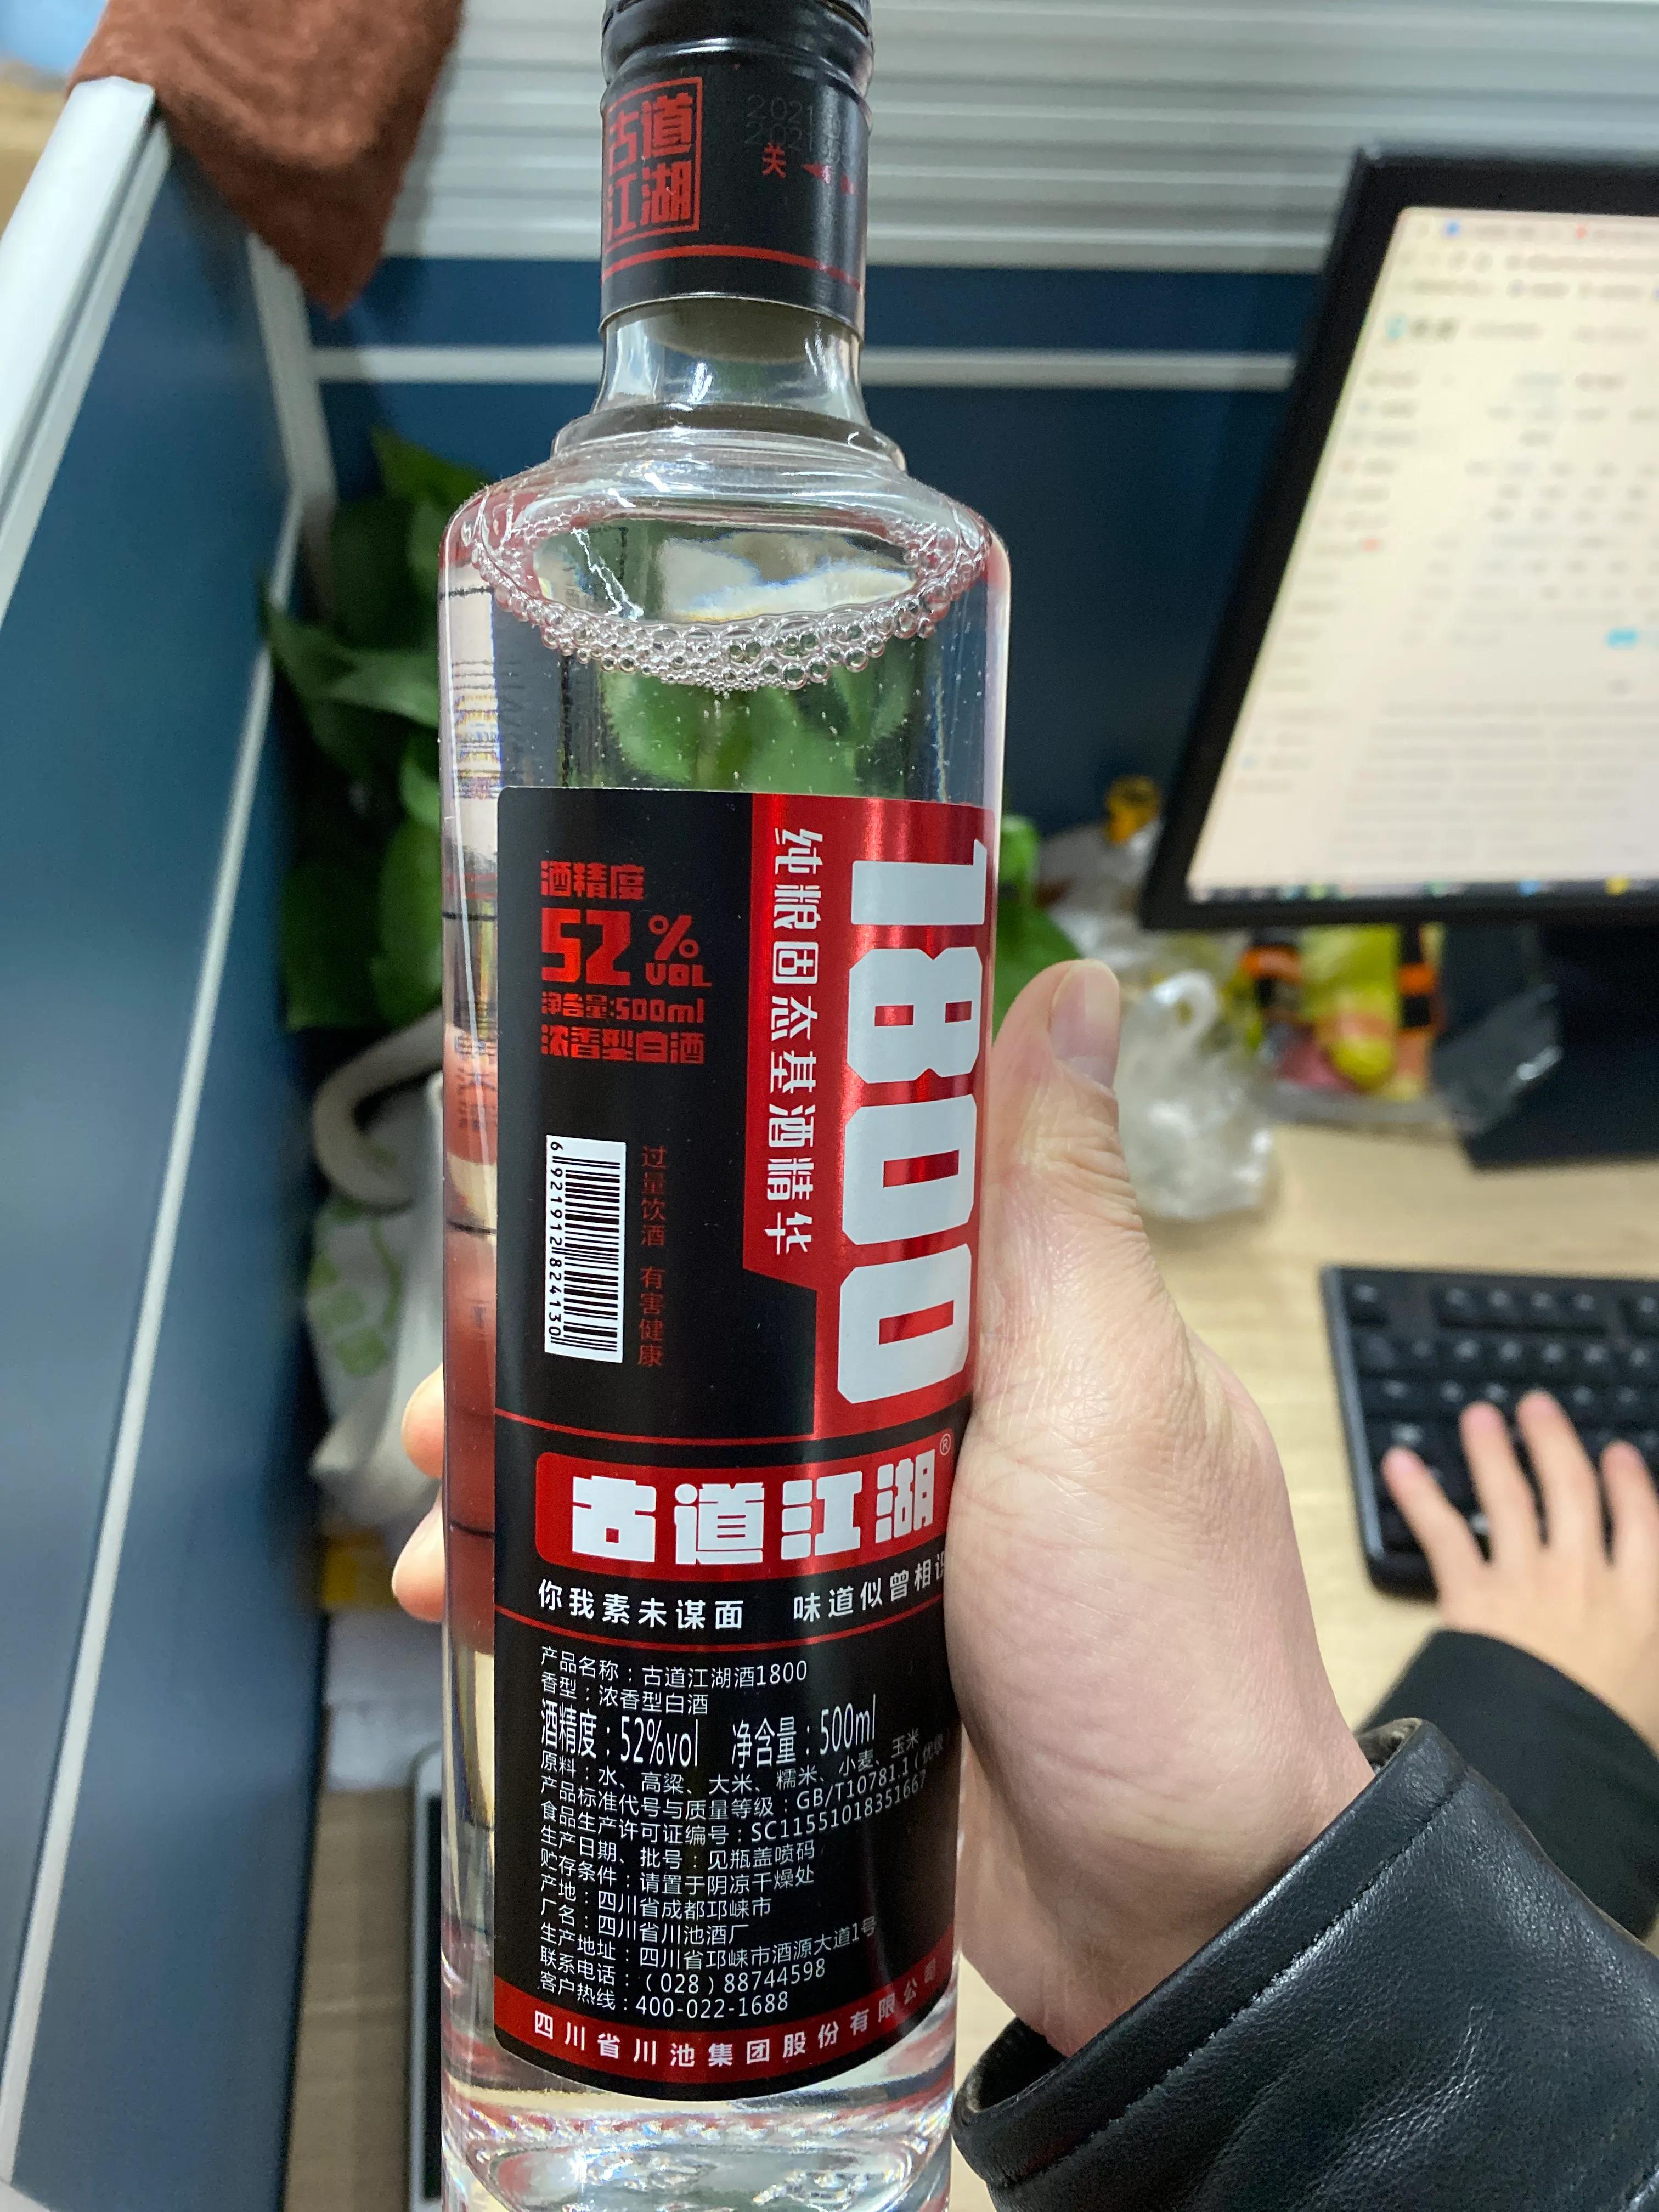 古道
江湖
2021
2021
关
酒精度
52%
VOL
净含量:500ml
浓香型白酒
1800
纯粮固态基酒精华
过量饮酒 有害健康
6921912824130
古道江湖®
你我素未谋面 味道似曾相识
产品名称：古道江湖酒1800
香型：浓香型白酒
酒精度：52%vol 净含量：500ml
原料：水、高粱、大米、糯米、小麦、玉米
产品标准代号与质量等级：GB/T10781.1（优级
食品生产许可证编号：SC11551018351667
生产日期、批号：见瓶盖喷码
贮存条件：请置于阴凉干燥处
产地：四川省成都邛崃市
厂名：四川省川池酒厂
生产地址：四川省邛崃市酒源大道1号
联系电话：（028）88744598
客户热线：400-022-1688
四川省川池集团股份有限公司